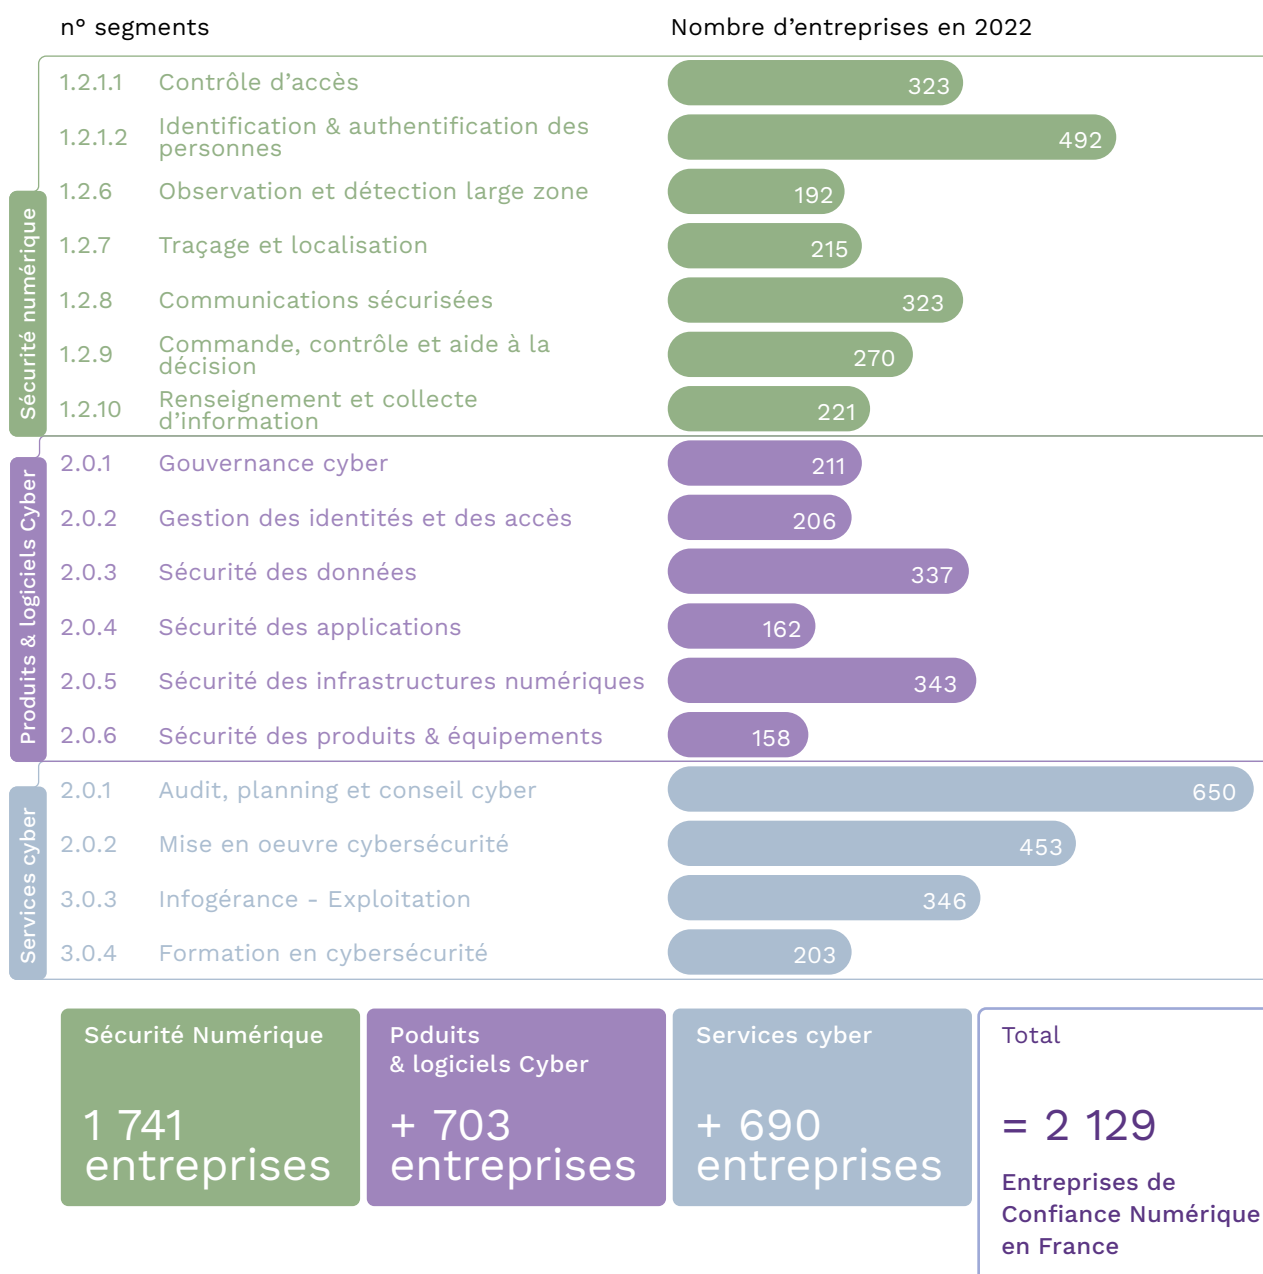 n° segments
Nombre d’entreprises en 2022
Sécurité numérique
1.2.1.1 Contrôle d’accès 323
1.2.1.2 Identification & authentification des
personnes 492
1.2.6 Observation et détection large zone 192
1.2.7 Traçage et localisation 215
1.2.8 Communications sécurisées 323
1.2.9 Commande, contrôle et aide à la
décision 270
1.2.10 Renseignement et collecte
d’information 221
Produits & logiciels Cyber
2.0.1 Gouvernance cyber 211
2.0.2 Gestion des identités et des accès 206
2.0.3 Sécurité des données 337
2.0.4 Sécurité des applications 162
2.0.5 Sécurité des infrastructures numériques 343
2.0.6 Sécurité des produits & équipements 158
Services cyber
2.0.1 Audit, planning et conseil cyber 650
2.0.2 Mise en oeuvre cybersécurité 453
3.0.3 Infogérance - Exploitation 346
3.0.4 Formation en cybersécurité 203
Sécurité Numérique
1 741
entreprises
Poduits
& logiciels Cyber
+ 703
entreprises
Services cyber
+ 690
entreprises
Total
= 2 129
Entreprises de
Confiance Numérique
en France